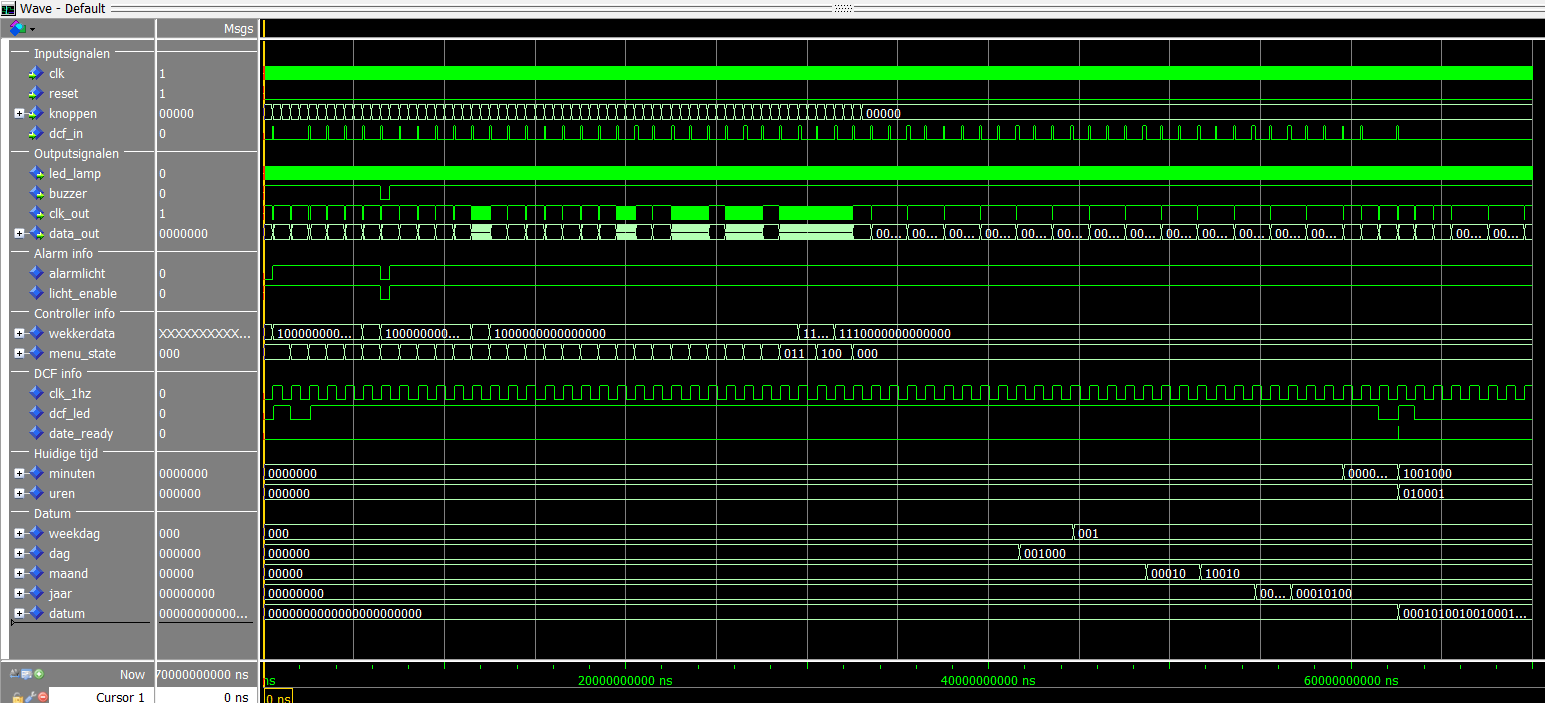 Wave - Default
Msgs
Inputsignalen
clk 1
reset 1
knoppen 00000 00000
dcf_in 0
Outputsignalen
led_lamp 0
buzzer 0
clk_out 1
data_out 0000000 00... 00... 00... 00... 00... 00... 00... 00... 00... 00... 00... 00... 00... 00... 00...
Alarm info
alarmlicht 0
licht_enable 0
Controller info
wekkerdata XXXXXXXXXX... 100000000... 100000000... 1000000000000000 11... 1110000000000000
menu_state 000 011 100 000
DCF info
clk_1hz 0
dcf_led 0
date_ready 0
Huidige tijd
minuten 0000000 0000000 0000... 1001000
uren 000000 000000 010001
Datum
weekdag 000 000 001
dag 000000 000000 001000
maand 00000 00000 00010 10010
jaar 00000000 00000000 00... 00010100
datum 00000000000... 0000000000000000000000 0001010010010001...
Now 70000000000 ns ns 20000000000 ns 40000000000 ns 60000000000 ns
Cursor 1 0 ns 0 ns